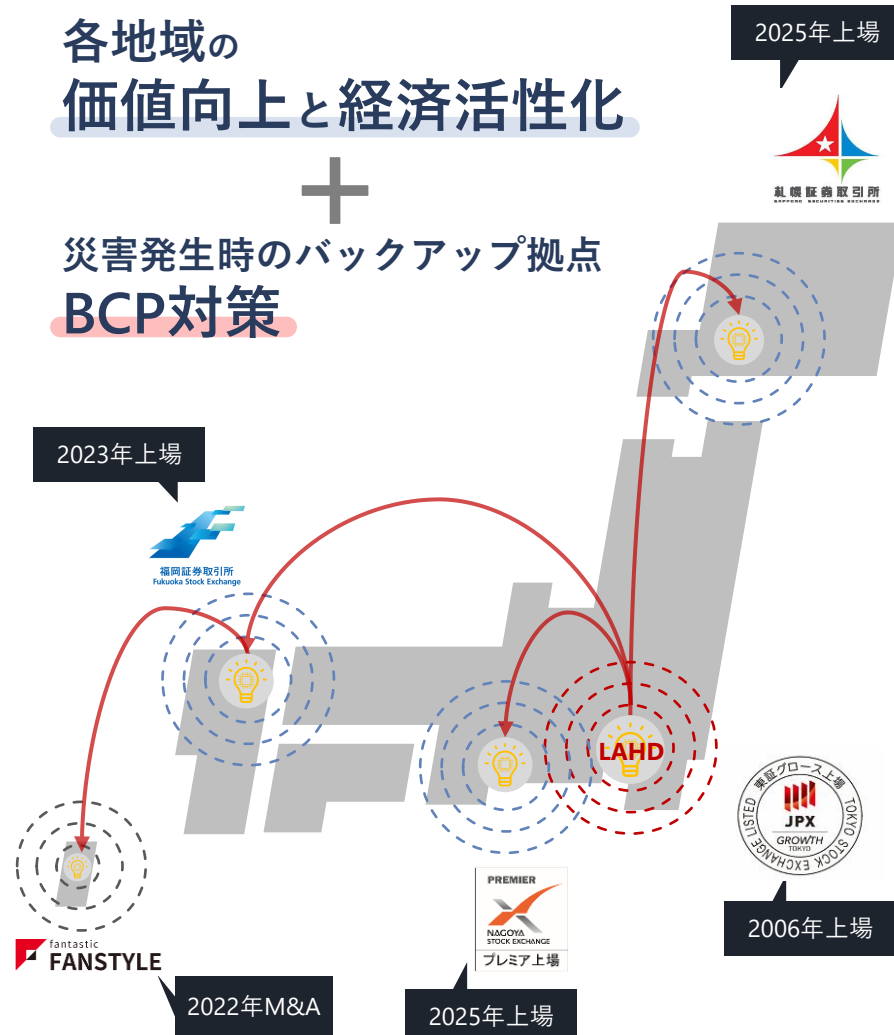 各地域の
価値向上と経済活性化
+
災害発生時のバックアップ拠点
BCP対策
2025年上場
札幌証券取引所
SAPPORO SECURITIES EXCHANGE
2023年上場
福岡証券取引所
Fukuoka Stock Exchange
LAHD
東証グロース上場
JPX
GROWTH
TOKYO
TOKYO STOCK EXCHANGE LISTED
2006年上場
PREMIER
NAGOYA
STOCK EXCHANGE
プレミア上場
2025年上場
fantastic
FANSTYLE
2022年M&A